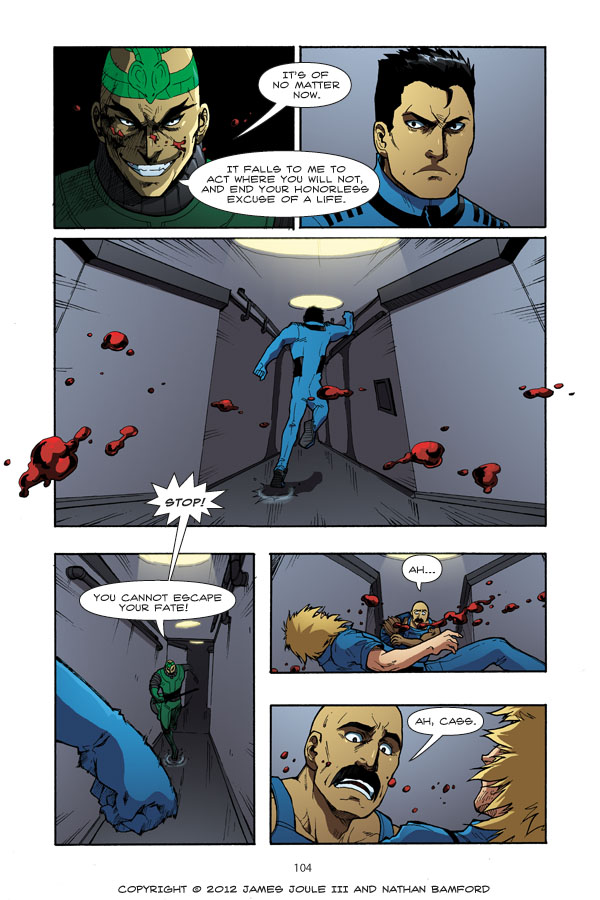 IT'S OF
NO MATTER
NOW.
IT FALLS TO ME TO
ACT WHERE YOU WILL NOT,
AND END YOUR HONORLESS
EXCUSE OF A LIFE.
STOP!
YOU CANNOT ESCAPE
YOUR FATE!
AH...
AH, CASS.
104
COPYRIGHT © 2012 JAMES JOULE III AND NATHAN BAMFORD